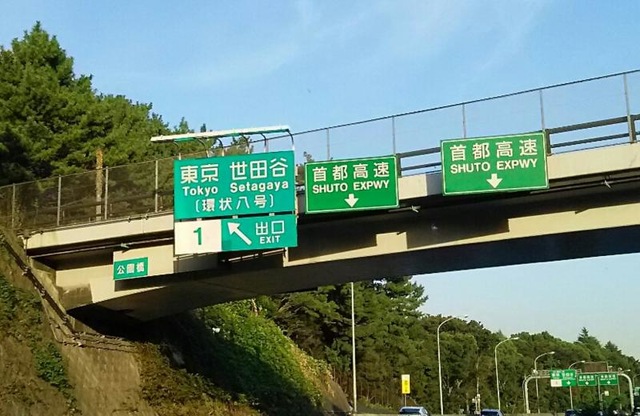 東京 世田谷
Tokyo Setagaya
(環状八号)
1
出口
EXIT
首都高速
SHUTO EXPWY
首都高速
SHUTO EXPWY
公園橋